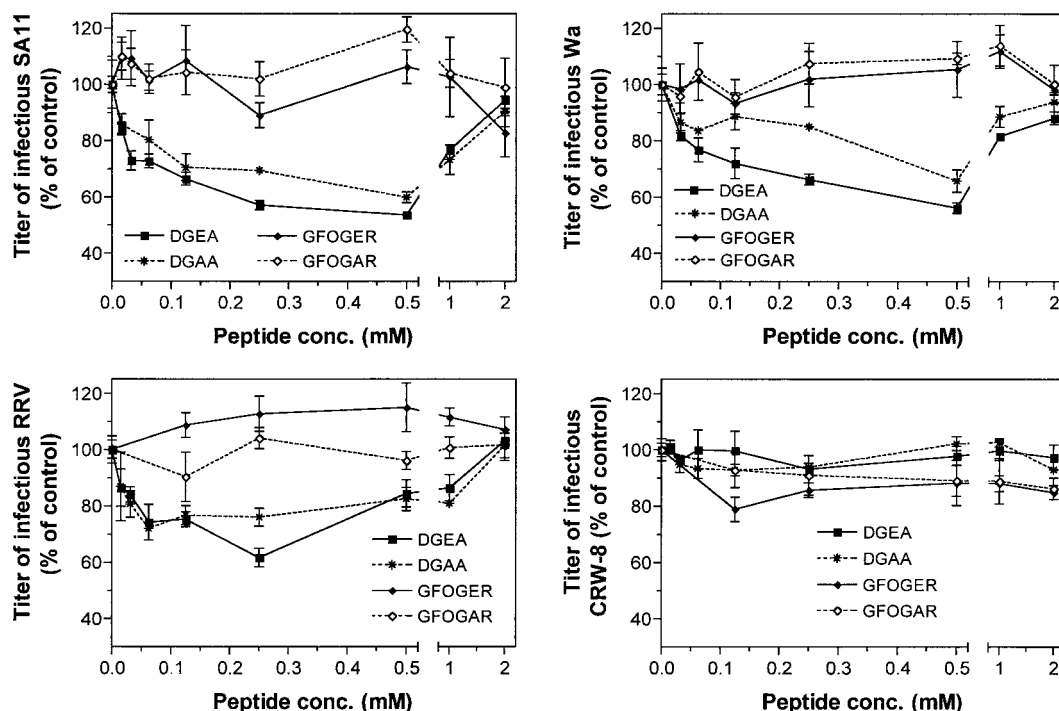 Titer of infectious SA11
(% of control)
120
100
80
60
40
DGEA
DGAA
GFOGER
GFOGAR
0.0
0.1
0.2
0.3
0.4
0.5
1
2
Peptide conc. (mM)
Titer of infectious Wa
(% of control)
120
100
80
60
40
DGEA
DGAA
GFOGER
GFOGAR
0.0
0.1
0.2
0.3
0.4
0.5
1
2
Peptide conc. (mM)
Titer of infectious RRV
(% of control)
120
100
80
60
40
DGEA
DGAA
GFOGER
GFOGAR
0.0
0.1
0.2
0.3
0.4
0.5
1
2
Peptide conc. (mM)
Titer of infectious
CRW-8 (% of control)
120
100
80
60
40
DGEA
DGAA
GFOGER
GFOGAR
0.0
0.1
0.2
0.3
0.4
0.5
1
2
Peptide conc. (mM)